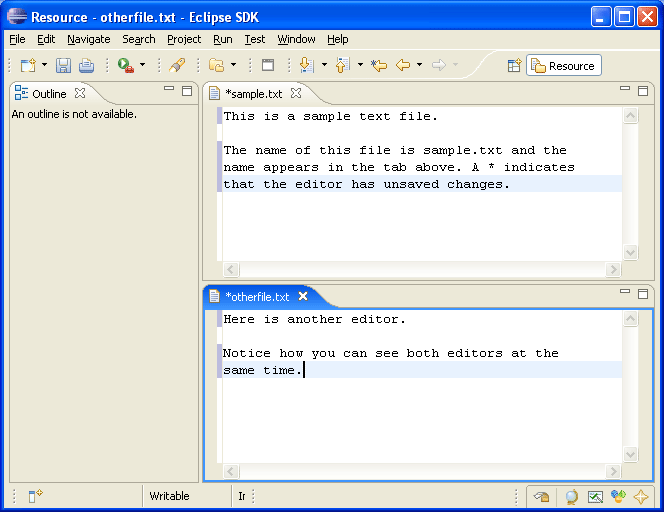 Resource - otherfile.txt - Eclipse SDK
File Edit Navigate Search Project Run Test Window Help
Resource
Outline
An outline is not available.
*sample.txt
This is a sample text file.
The name of this file is sample.txt and the
name appears in the tab above. A * indicates
that the editor has unsaved changes.
*otherfile.txt
Here is another editor.
Notice how you can see both editors at the
same time.
Writable
Ir